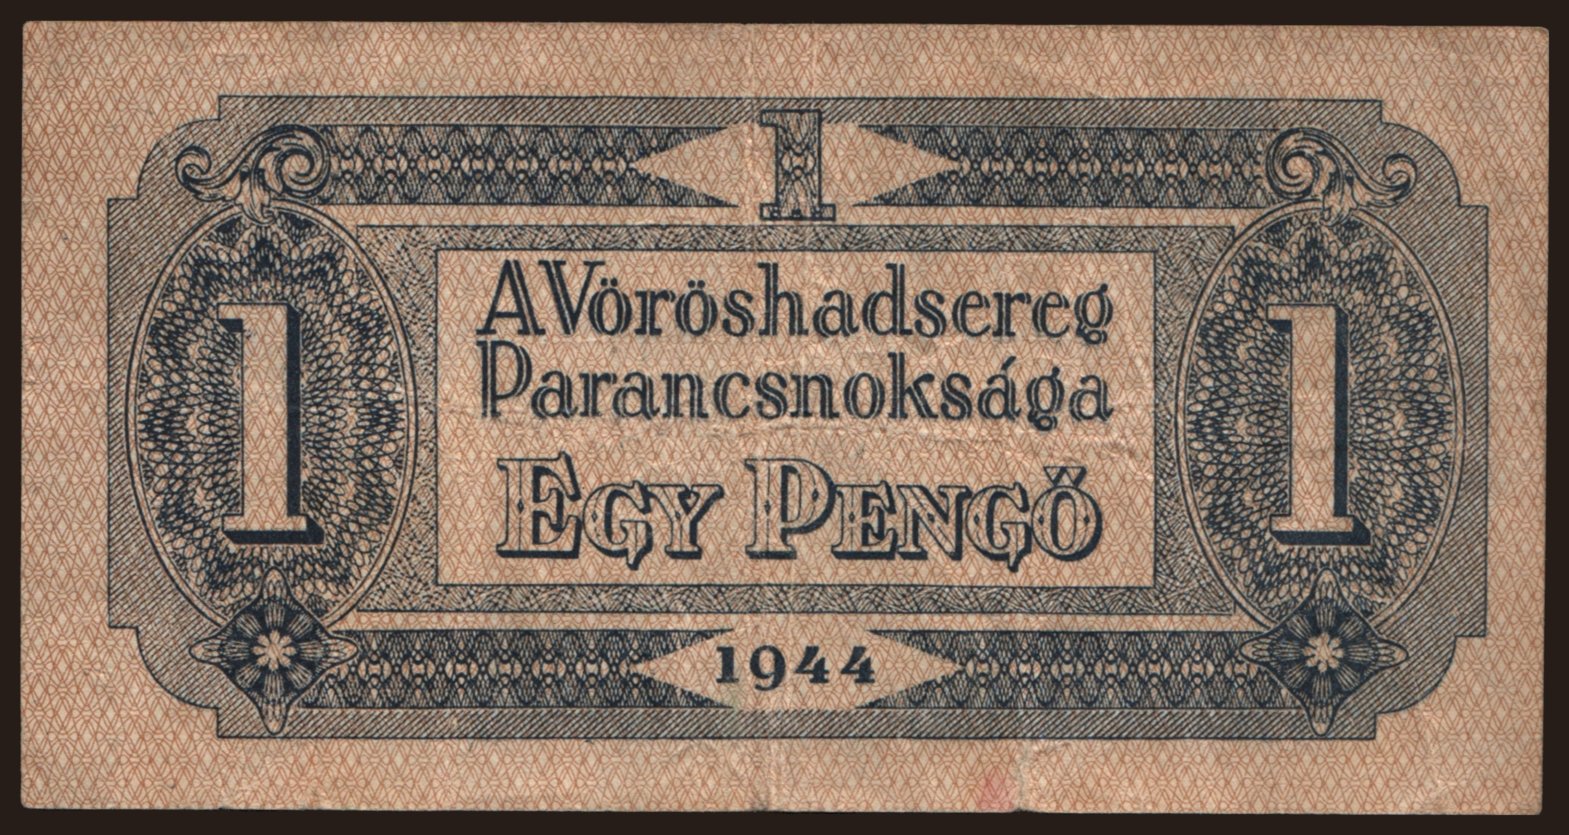 1
A Vöröshadsereg
Parancsnoksága
1 1
EGY PENGŐ
1944